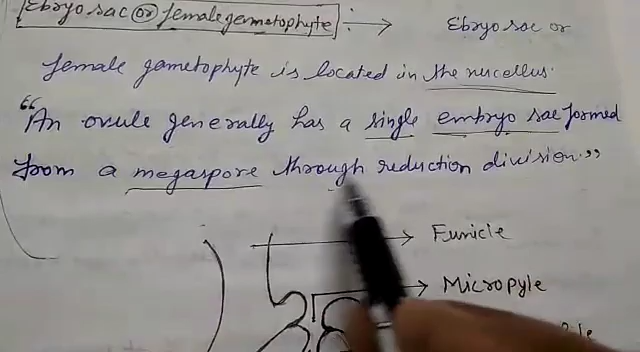 Ebryo sac or female gametophyte :→ Ebryo sac or
female gametophyte is located in the nucellus.
"An ovule generally has a single embryo sac formed
from a megaspore through reduction division."
Funicle
Micropyle